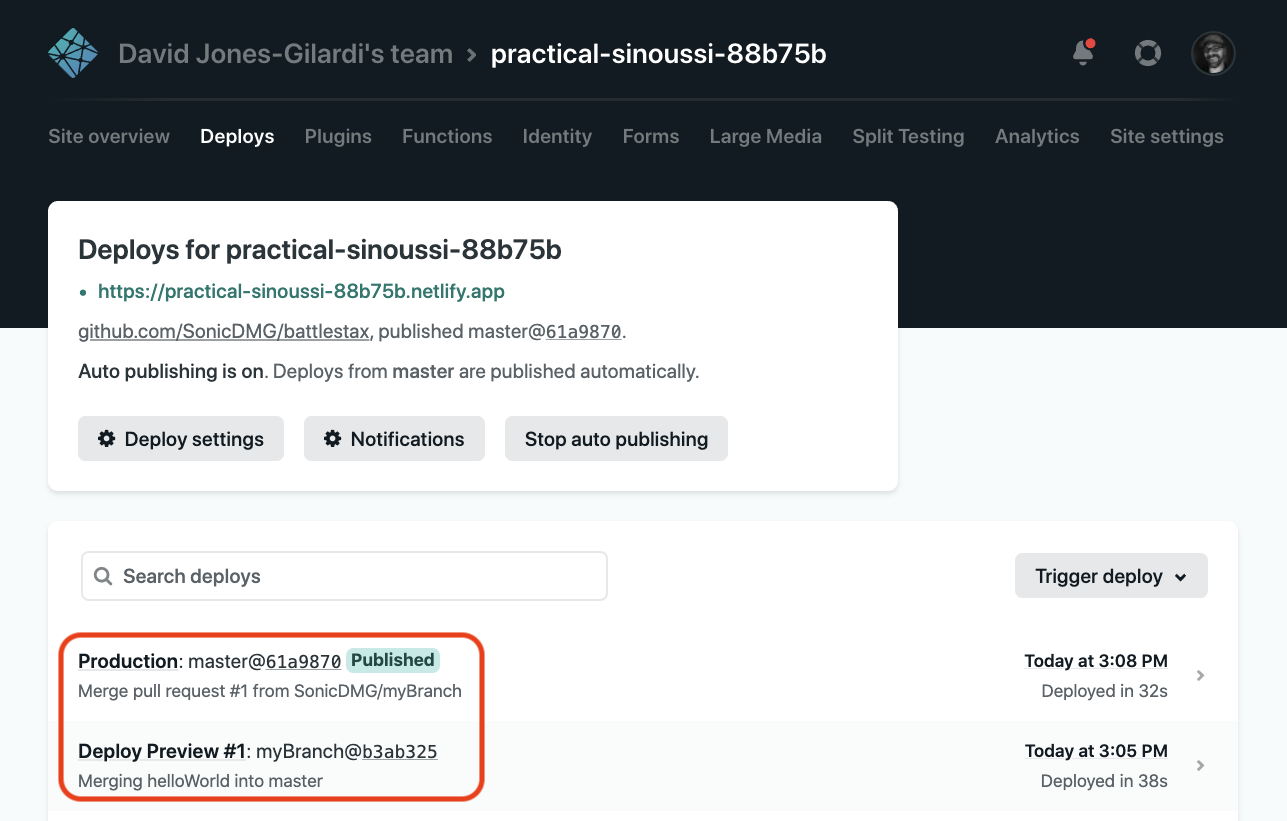 David Jones-Gilardi's team › practical-sinoussi-88b75b
Site overview Deploys Plugins Functions Identity Forms Large Media Split Testing Analytics Site settings
Deploys for practical-sinoussi-88b75b
• https://practical-sinoussi-88b75b.netlify.app
github.com/SonicDMG/battlestax, published master@61a9870.
Auto publishing is on. Deploys from master are published automatically.
Deploy settings Notifications Stop auto publishing
Search deploys Trigger deploy
Production: master@61a9870 Published Today at 3:08 PM
Merge pull request #1 from SonicDMG/myBranch Deployed in 32s
Deploy Preview #1: myBranch@b3ab325 Today at 3:05 PM
Merging helloWorld into master Deployed in 38s